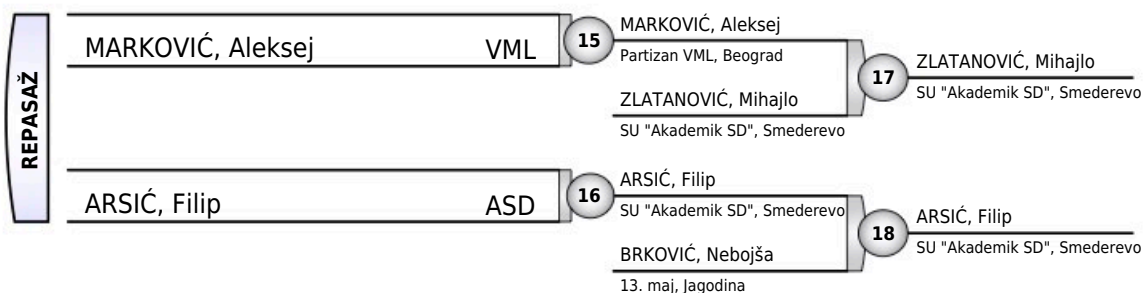 REPASAŽ
MARKOVIĆ, Aleksej VML
15
MARKOVIĆ, Aleksej
Partizan VML, Beograd
ZLATANOVIĆ, Mihajlo
SU "Akademik SD", Smederevo
17
ZLATANOVIĆ, Mihajlo
SU "Akademik SD", Smederevo
ARSIĆ, Filip ASD
16
ARSIĆ, Filip
SU "Akademik SD", Smederevo
BRKOVIĆ, Nebojša
13. maj, Jagodina
18
ARSIĆ, Filip
SU "Akademik SD", Smederevo